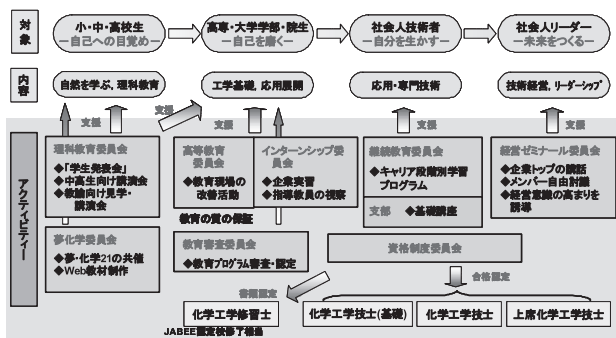 対象
小・中・高校生
―自己への目覚め―
高専・大学学部・院生
―自己を磨く―
社会人技術者
―自分を生かす―
社会人リーダー
―未来をつくる―
内容
自然を学ぶ, 理科教育
工学基礎, 応用展開
応用・専門技術
技術経営, リーダーシップ
支援
支援
支援
支援
支援
アクティビティー
理科教育委員会
◆「学生発表会」
◆中高生向け講演会
◆教諭向け見学・
講演会
高等教育
委員会
◆教育現場の
改善活動
インターンシップ委
員会
◆企業実習
◆指導教員の視察
継続教育委員会
◆キャリア段階別学習
プログラム
支部 ◆基礎講座
経営ゼミナール委員会
◆企業トップの講話
◆メンバー自由討議
◆経営意識の高まりを
誘導
教育の質の保証
夢化学委員会
◆夢・化学21の共催
◆Web教材制作
教育審査委員会
◆教育プログラム審査・認定
資格制度委員会
書類認定
合格認定
化学工学修習士
JABEE認定校修了相当
化学工学技士(基礎)
化学工学技士
上席化学工学技士